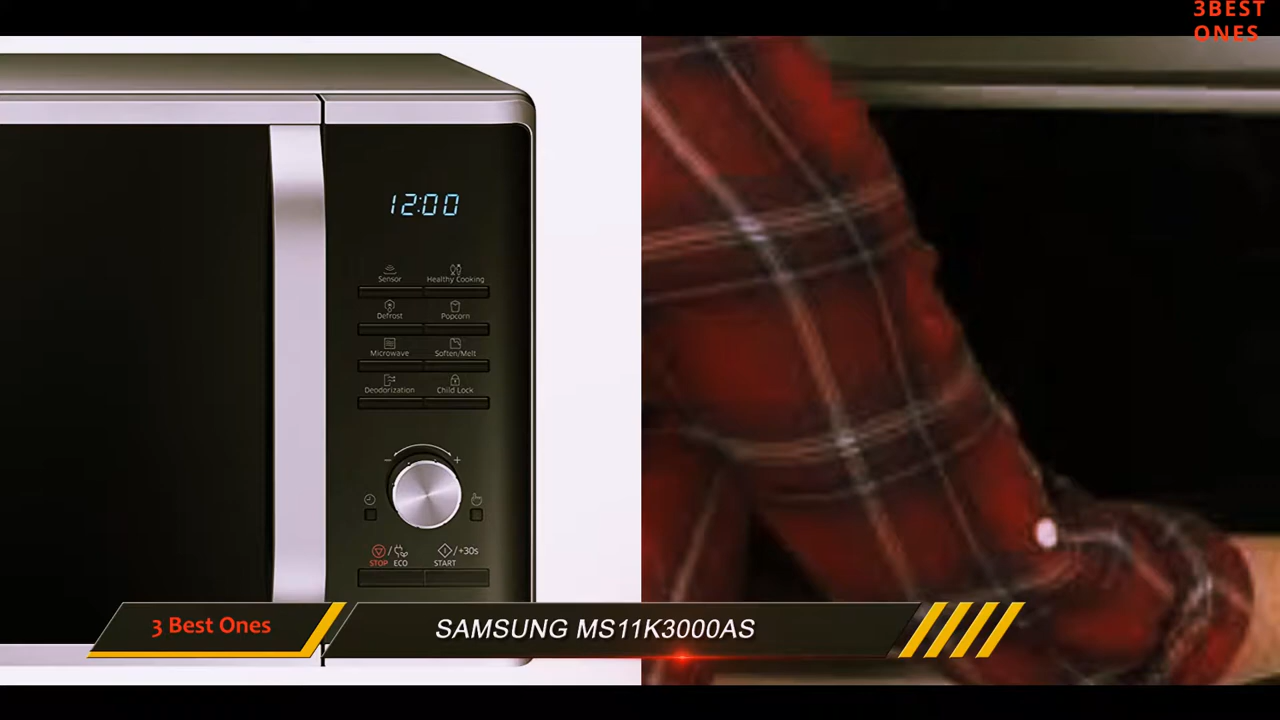 3BEST
ONES
12:00
Sensor Healthy Cooking
Defrost Popcorn
Microwave Soften/Melt
Deodorization Child Lock
- +
STOP / ECO START /+30s
3 Best Ones
SAMSUNG MS11K3000AS